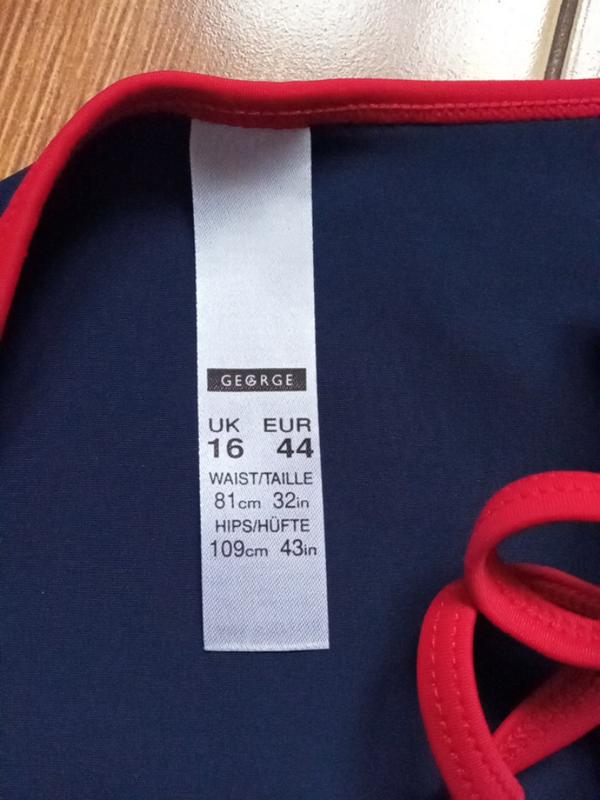 GEORGE
UK EUR
16 44
WAIST/TAILLE
81cm 32in
HIPS/HÜFTE
109cm 43in